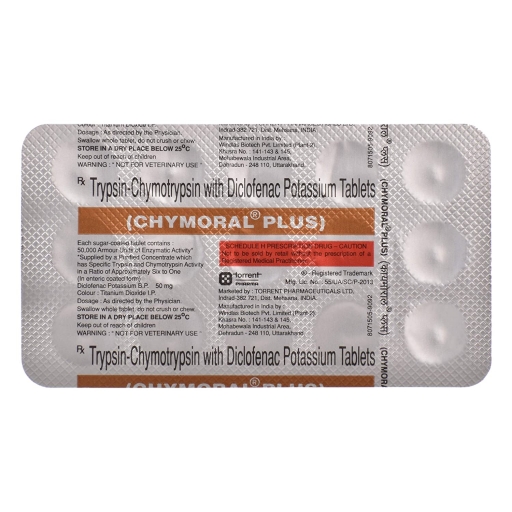 Colour : Titanium Dioxide I.P.
Dosage : As directed by the Physician.
Swallow whole tablet, do not crush or chew
STORE IN A DRY PLACE BELOW 25°C
Keep out of reach of children
WARNING : " NOT FOR VETERINARY USE "
Indrad-382 721, Dist. Mehsana, INDIA.
Manufactured in India by :
Windlas Biotech Pvt. Limited (Plant-2)
Khasra No. : 141-143 & 145,
Mohabewala Industrial Area,
Dehradun - 248 110, Uttarakhand.
8071505-9092
Rx Trypsin-Chymotrypsin with Diclofenac Potassium Tablets
(CHYMORAL® PLUS)
Each sugar-coated tablet contains
50,000 Armour Units of Enzymatic Activity*
*Supplied by a Purified Concentrate which
has Specific Trypsin and Chymotrypsin Activity
in a Ratio of Approximately Six to One
(In enteric coated form)
Diclofenac Potassium B.P. 50 mg
Colour : Titanium Dioxide I.P.
Dosage : As directed by the Physician.
Swallow whole tablet, do not crush or chew.
STORE IN A DRY PLACE BELOW 25°C
Keep out of reach of children
WARNING : " NOT FOR VETERINARY USE "
SCHEDULE H PRESCRIPTION DRUG – CAUTION
Not to be sold by retail without the prescription of a
Registered Medical Practitioner.
torrent
PHARMA
® -Registered Trademark
Mfg. Lic. No.: 55/UA/SC/P-2013
Marketed by : TORRENT PHARMACEUTICALS LTD.
Indrad-382 721, Dist. Mehsana, INDIA.
Manufactured in India by :
Windlas Biotech Pvt. Limited (Plant-2)
Khasra No. : 141-143 & 145,
Mohabewala Industrial Area,
Dehradun - 248 110, Uttarakhand.
8071505-9092
Rx Trypsin-Chymotrypsin with Diclofenac Potassium Tablets
(CHYMORAL® PLUS)
(CHYMORAL® PLUS)
(CHYMORAL